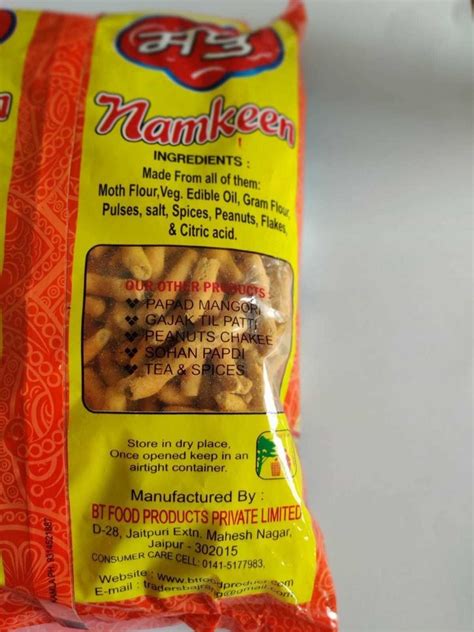 Namkeen
INGREDIENTS :
Made From all of them:
Moth Flour,Veg. Edible Oil, Gram Flour,
Pulses, salt, Spices, Peanuts, Flakes,
& Citric acid.
OUR OTHER PRODUCTS
PAPAD MANGORI
GAJAK TIL PATTI
PEANUTS CHAKEE
SOHAN PAPDI
TEA & SPICES
Store in dry place,
Once opened keep in an
airtight container.
Manufactured By :
BT FOOD PRODUCTS PRIVATE LIMITED
D-28, Jaitpuri Extn. Mahesh Nagar,
Jaipur - 302015
CONSUMER CARE CELL: 0141-5177983,
Website : www.btfoodproduct.com
E-mail :